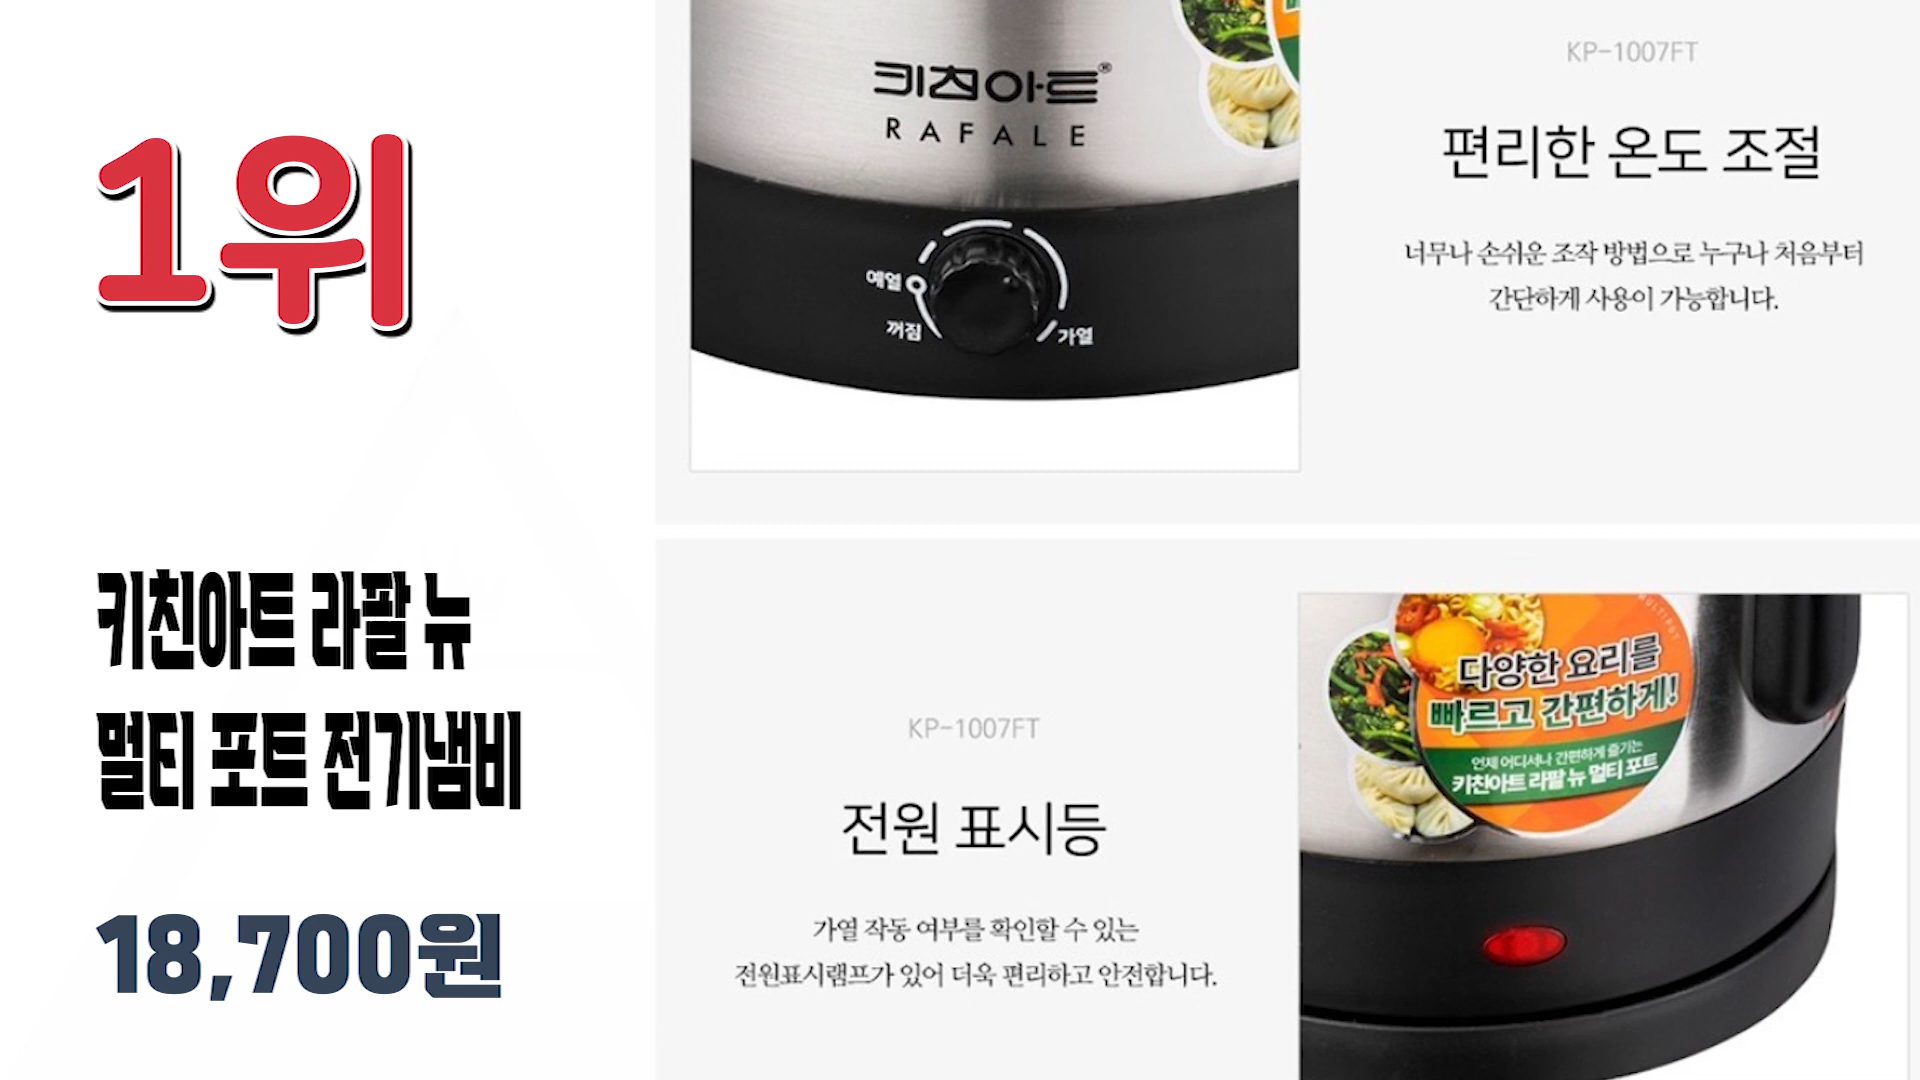 1위
키친아트 라팔 뉴
멀티 포트 전기냄비
18,700원
키친아트®
RAFALE
예열
꺼짐
가열
KP-1007FT
편리한 온도 조절
너무나 손쉬운 조작 방법으로 누구나 처음부터
간단하게 사용이 가능합니다.
KP-1007FT
전원 표시등
가열 작동 여부를 확인할 수 있는
전원표시램프가 있어 더욱 편리하고 안전합니다.
MULTIPOT
다양한 요리를
빠르고 간편하게!
언제 어디서나 간편하게 즐기는
키친아트 라팔 뉴 멀티 포트